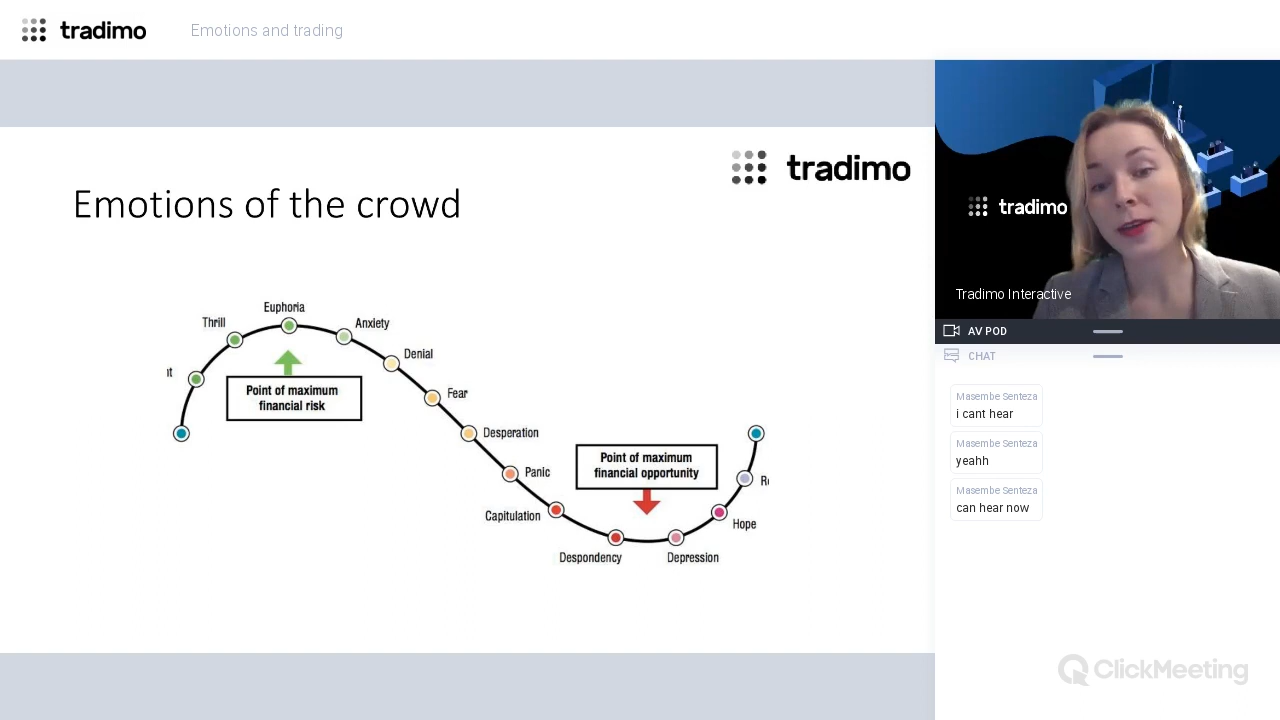 tradimo
Emotions and trading
tradimo
Emotions of the crowd
Euphoria
Thrill
Anxiety
Denial
Point of maximum
financial risk
Fear
Desperation
Point of maximum
financial opportunity
Panic
Capitulation
Hope
Despondency
Depression
tradimo
Tradimo Interactive
AV POD
CHAT
Masembe Senteza
i cant hear
Masembe Senteza
yeahh
Masembe Senteza
can hear now
ClickMeeting